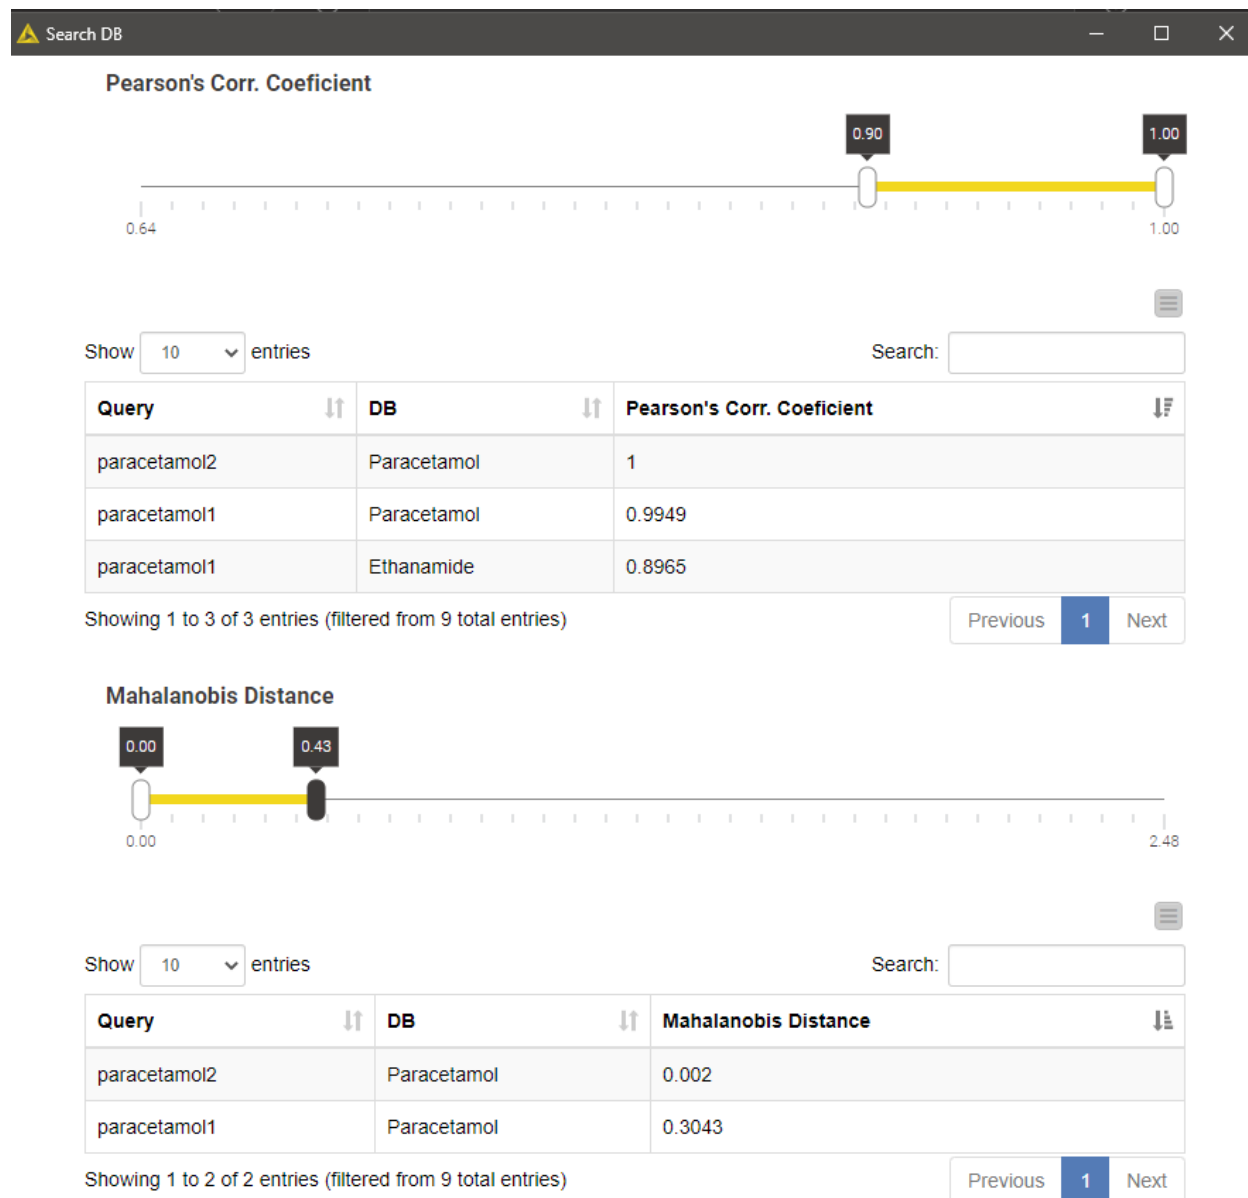 Search DB
Pearson's Corr. Coeficient
0.90 1.00
0.64 1.00
Show 10 entries Search:
Query DB Pearson's Corr. Coeficient
paracetamol2 Paracetamol 1
paracetamol1 Paracetamol 0.9949
paracetamol1 Ethanamide 0.8965
Showing 1 to 3 of 3 entries (filtered from 9 total entries) Previous 1 Next
Mahalanobis Distance
0.00 0.43
0.00 2.48
Show 10 entries Search:
Query DB Mahalanobis Distance
paracetamol2 Paracetamol 0.002
paracetamol1 Paracetamol 0.3043
Showing 1 to 2 of 2 entries (filtered from 9 total entries) Previous 1 Next